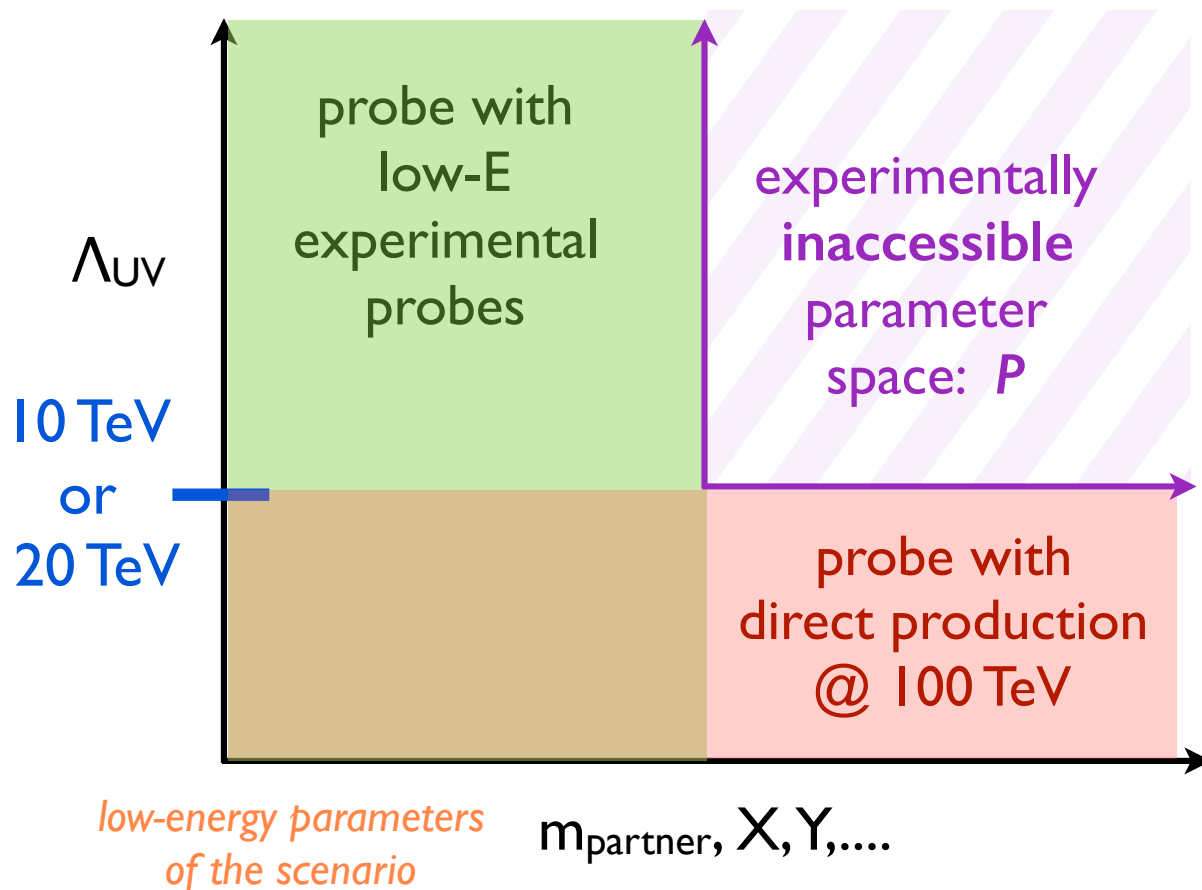 probe with
low-E
experimental
probes
experimentally
inaccessible
parameter
space: P
ΛUV
10 TeV
or
20 TeV
probe with
direct production
@ 100 TeV
low-energy parameters
of the scenario
mpartner, X,Y,....